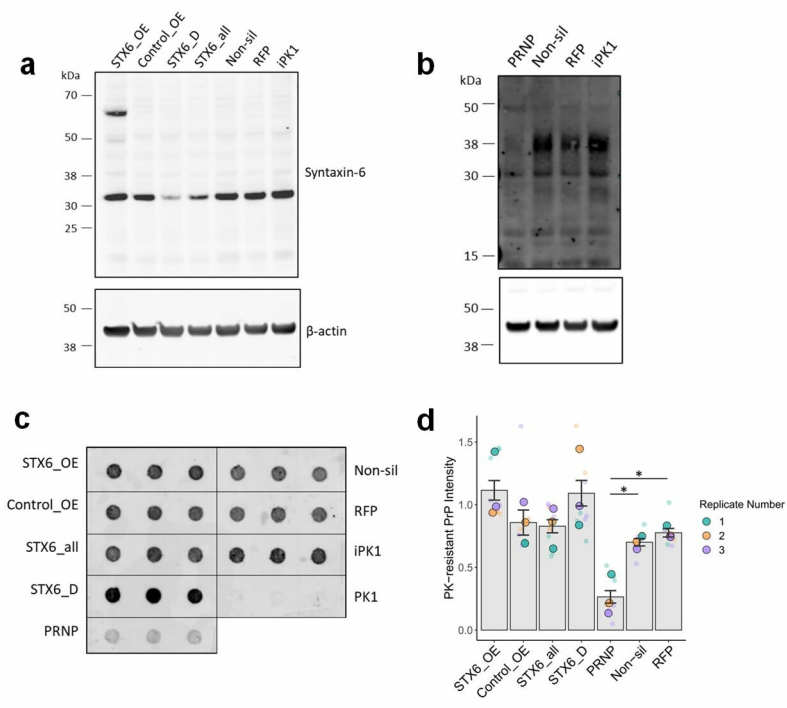 a
STX6_OE
Control_OE
STX6_D
STX6_all
Non-sil
RFP
iPK1
kDa
70
50
38
30
25
Syntaxin-6
50
38
β-actin
b
PRNP
Non-sil
RFP
iPK1
kDa
50
38
30
15
50
38
c
STX6_OE
Non-sil
Control_OE
RFP
STX6_all
iPK1
STX6_D
PK1
PRNP
d
PK-resistant PrP Intensity
1.5
1.0
0.5
0.0
*
*
STX6_OE
Control_OE
STX6_all
STX6_D
PRNP
Non-sil
RFP
Replicate Number
1
2
3